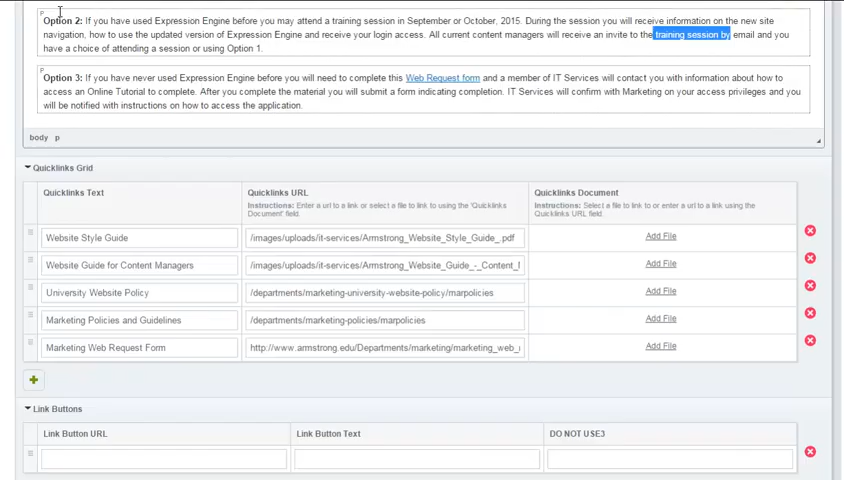 P
Option 2: If you have used Expression Engine before you may attend a training session in September or October, 2015. During the session you will receive information on the new site
navigation, how to use the updated version of Expression Engine and receive your login access. All current content managers will receive an invite to the training session by email and you
have a choice of attending a session or using Option 1.
P
Option 3: If you have never used Expression Engine before you will need to complete this Web Request form and a member of IT Services will contact you with information about how to
access an Online Tutorial to complete. After you complete the material you will submit a form indicating completion. IT Services will confirm with Marketing on your access privileges and you
will be notified with instructions on how to access the application.
body p
Quicklinks Grid
Quicklinks Text Quicklinks URL Quicklinks Document
Instructions: Enter a url to a link or select a file to link to using the 'Quicklinks Instructions: Select a file to link to or enter a url to a link using the
Document' field. Quicklinks URL field.
Website Style Guide /images/uploads/it-services/Armstrong_Website_Style_Guide_.pdf Add File
Website Guide for Content Managers /images/uploads/it-services/Armstrong_Website_Guide_-_Content_ Add File
University Website Policy /departments/marketing-university-website-policy/marpolicies Add File
Marketing Policies and Guidelines /departments/marketing-policies/marpolicies Add File
Marketing Web Request Form http://www.armstrong.edu/Departments/marketing/marketing_web_ Add File
Link Buttons
Link Button URL Link Button Text DO NOT USE3